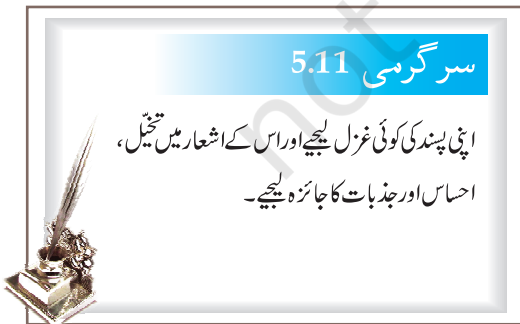 سرگرمی 5.11
اپنی پسند کی کوئی غزل لیجیے اور اس کے اشعار میں تخیّل،
احساس اور جذبات کا جائزہ لیجیے۔
not